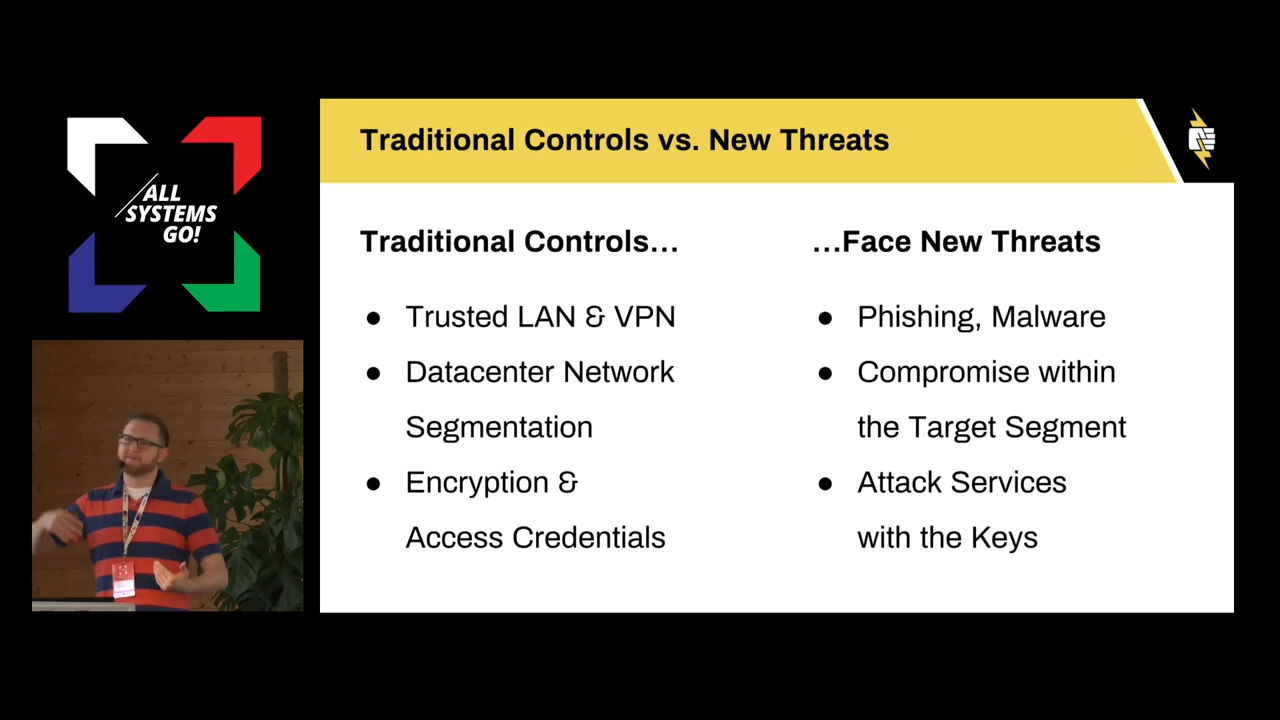 /ALL
SYSTEMS
GO!
Traditional Controls vs. New Threats
Traditional Controls...
● Trusted LAN & VPN
● Datacenter Network
Segmentation
● Encryption &
Access Credentials
...Face New Threats
● Phishing, Malware
● Compromise within
the Target Segment
● Attack Services
with the Keys